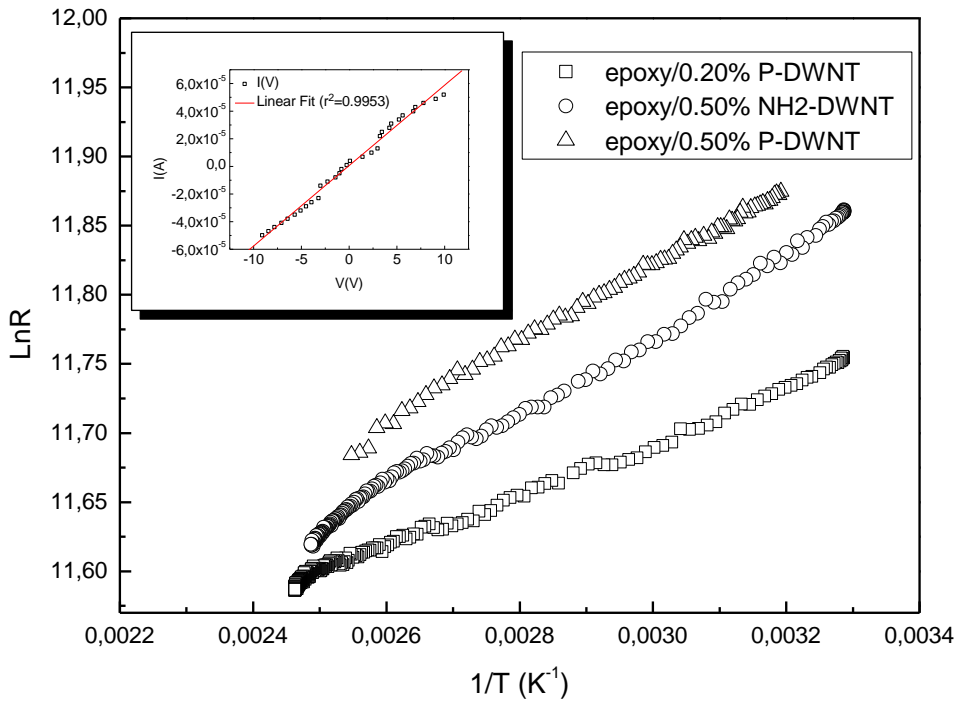 12,00
11,95
11,90
11,85
11,80
11,75
11,70
11,65
11,60
LnR
0,0022 0,0024 0,0026 0,0028 0,0030 0,0032 0,0034
1/T (K⁻¹)
epoxy/0.20% P-DWNT
epoxy/0.50% NH2-DWNT
epoxy/0.50% P-DWNT
6,0x10⁻⁵
4,0x10⁻⁵
2,0x10⁻⁵
0,0
-2,0x10⁻⁵
-4,0x10⁻⁵
-6,0x10⁻⁵
I(A)
I(V)
Linear Fit (r²=0.9953)
-10 -5 0 5 10
V(V)